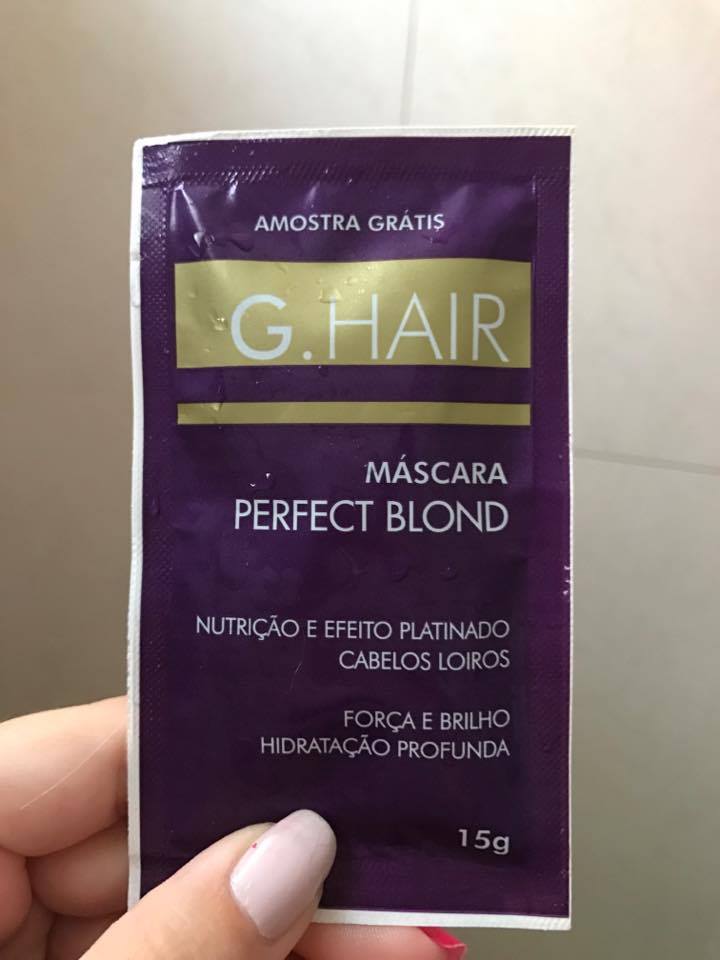 AMOSTRA GRÁTIS
G.HAIR
MÁSCARA
PERFECT BLOND
NUTRIÇÃO E EFEITO PLATINADO
CABELOS LOIROS
FORÇA E BRILHO
HIDRATAÇÃO PROFUNDA
15g